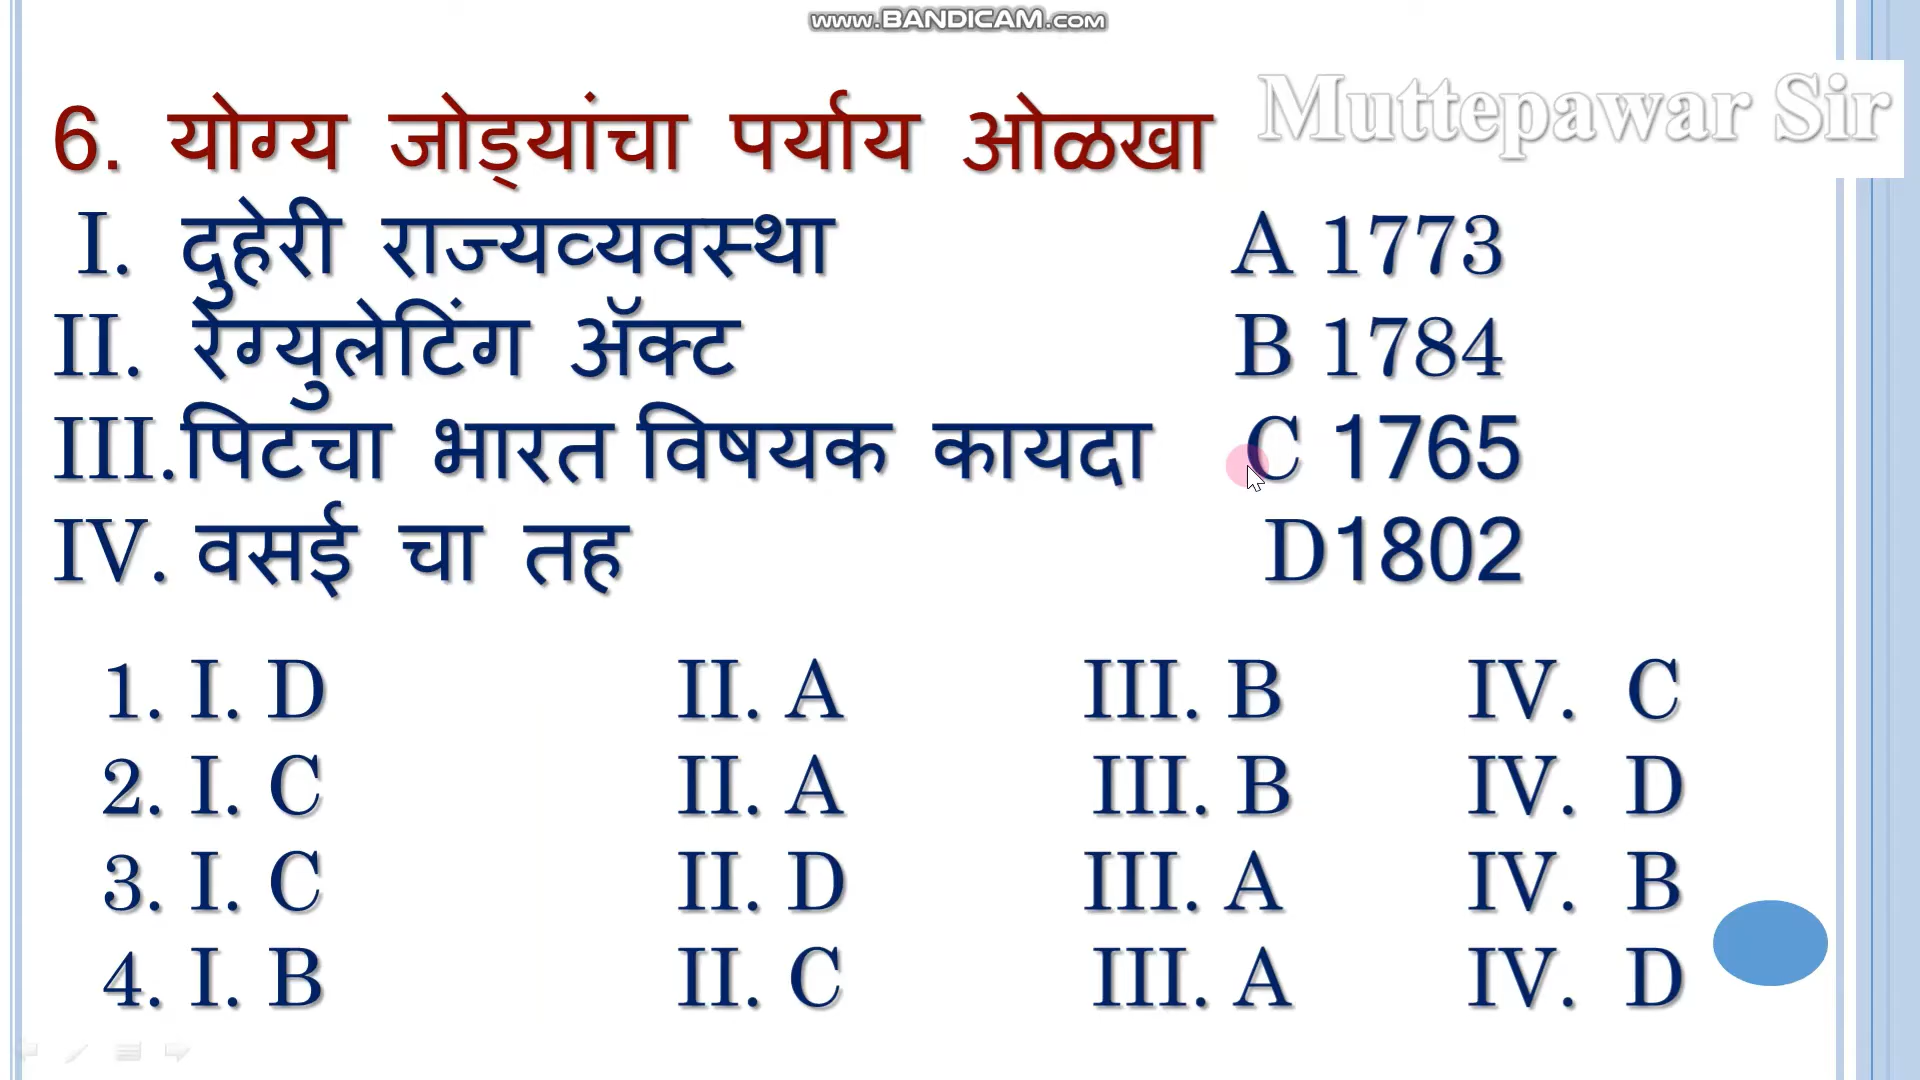 www.BANDICAM.com
Muttepawar Sir
6. योग्य जोड्यांचा पर्याय ओळखा
I. दुहेरी राज्यव्यवस्था A 1773
II. रेग्युलेटिंग ॲक्ट B 1784
III.पिटचा भारत विषयक कायदा C 1765
IV. वसई चा तह D1802
1. I. D II. A III. B IV. C
2. I. C II. A III. B IV. D
3. I. C II. D III. A IV. B
4. I. B II. C III. A IV. D